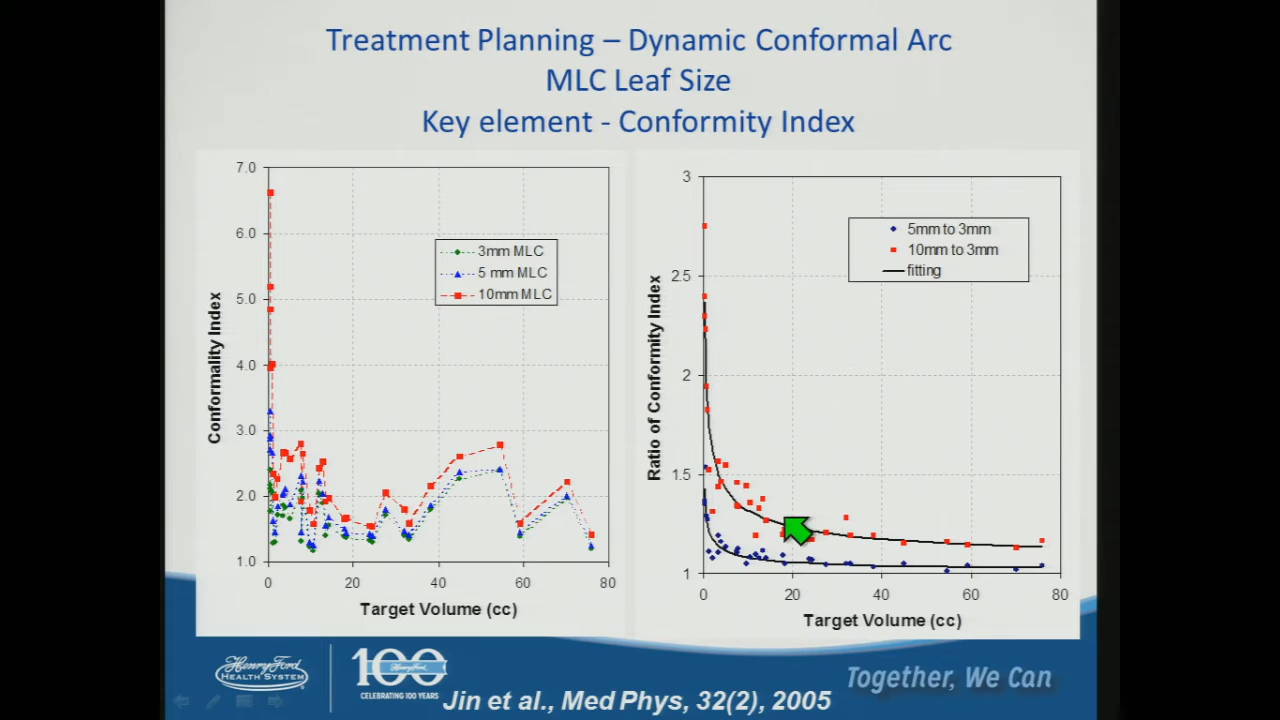 Treatment Planning – Dynamic Conformal Arc
MLC Leaf Size
Key element - Conformity Index
7.0
6.0
5.0
4.0
3.0
2.0
1.0
0
20
40
60
80
Conformality Index
Target Volume (cc)
3mm MLC
5 mm MLC
10mm MLC
3
2.5
2
1.5
1
0
20
40
60
80
Ratio of Conformity Index
Target Volume (cc)
5mm to 3mm
10mm to 3mm
fitting
Henry Ford
HEALTH SYSTEM
100
Henry Ford
CELEBRATING 100 YEARS
Together, We Can
Jin et al., Med Phys, 32(2), 2005